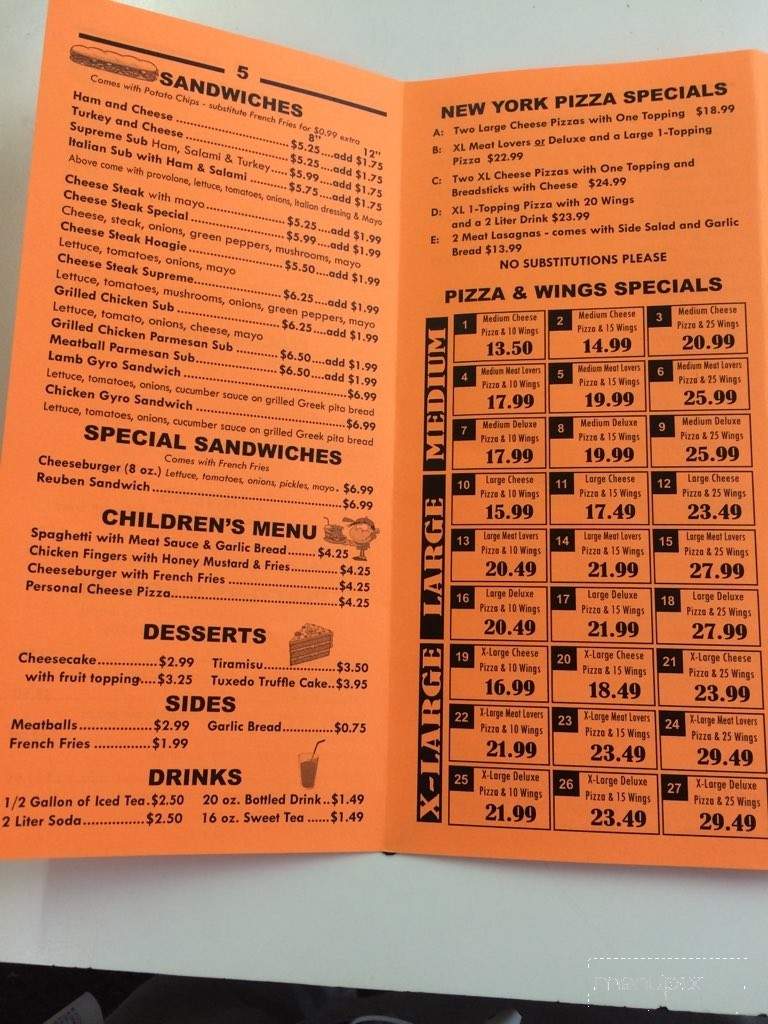 5
SANDWICHES
Comes with Potato Chips - substitute French Fries for $0.99 extra
8" 12"
Ham and Cheese ........................ $5.25....add $1.75
Turkey and Cheese ...................... $5.25....add $1.75
Supreme Sub Ham, Salami & Turkey .... $5.99....add $1.75
Italian Sub with Ham & Salami ......... $5.75....add $1.75
Above come with provolone, lettuce, tomatoes, onions, Italian dressing & Mayo
Cheese Steak with mayo................ $5.25....add $1.99
Cheese Steak Special ................... $5.99....add $1.99
Cheese, steak, onions, green peppers, mushrooms, mayo
Cheese Steak Hoagie ................... $5.50....add $1.99
Lettuce, tomatoes, onions, mayo
Cheese Steak Supreme................. $6.25....add $1.99
Lettuce, tomatoes, mushrooms, onions, green peppers, mayo
Grilled Chicken Sub ................... $6.25....add $1.99
Lettuce, tomato, onions, cheese, mayo
Grilled Chicken Parmesan Sub ........ $6.50....add $1.99
Meatball Parmesan Sub................ $6.50....add $1.99
Lamb Gyro Sandwich ............................ $6.99
Lettuce, tomatoes, onions, cucumber sauce on grilled Greek pita bread
Chicken Gyro Sandwich ......................... $6.99
Lettuce, tomatoes, onions, cucumber sauce on grilled Greek pita bread
SPECIAL SANDWICHES
Comes with French Fries
Cheeseburger (8 oz.) Lettuce, tomatoes, onions, pickles, mayo. $6.99
Reuben Sandwich..................................$6.99
CHILDREN'S MENU
Spaghetti with Meat Sauce & Garlic Bread.......$4.25
Chicken Fingers with Honey Mustard & Fries.........$4.25
Cheeseburger with French Fries ......................$4.25
Personal Cheese Pizza.................................$4.25
DESSERTS
Cheesecake..............$2.99 Tiramisu..................$3.50
with fruit topping....$3.25 Tuxedo Truffle Cake..$3.95
SIDES
Meatballs.................$2.99 Garlic Bread............$0.75
French Fries .............$1.99
DRINKS
1/2 Gallon of Iced Tea.$2.50 20 oz. Bottled Drink..$1.49
2 Liter Soda...............$2.50 16 oz. Sweet Tea ......$1.49
NEW YORK PIZZA SPECIALS
A: Two Large Cheese Pizzas with One Topping $18.99
B: XL Meat Lovers or Deluxe and a Large 1-Topping
Pizza $22.99
C: Two XL Cheese Pizzas with One Topping and
Breadsticks with Cheese $24.99
D: XL 1-Topping Pizza with 20 Wings
and a 2 Liter Drink $23.99
E: 2 Meat Lasagnas - comes with Side Salad and Garlic
Bread $13.99
NO SUBSTITUTIONS PLEASE
PIZZA & WINGS SPECIALS
MEDIUM
1 Medium Cheese Pizza & 10 Wings 13.50
2 Medium Cheese Pizza & 15 Wings 14.99
3 Medium Cheese Pizza & 25 Wings 20.99
4 Medium Meat Lovers Pizza & 10 Wings 17.99
5 Medium Meat Lovers Pizza & 15 Wings 19.99
6 Medium Meat Lovers Pizza & 25 Wings 25.99
7 Medium Deluxe Pizza & 10 Wings 17.99
8 Medium Deluxe Pizza & 15 Wings 19.99
9 Medium Deluxe Pizza & 25 Wings 25.99
LARGE
10 Large Cheese Pizza & 10 Wings 15.99
11 Large Cheese Pizza & 15 Wings 17.49
12 Large Cheese Pizza & 25 Wings 23.49
13 Large Meat Lovers Pizza & 10 Wings 20.49
14 Large Meat Lovers Pizza & 15 Wings 21.99
15 Large Meat Lovers Pizza & 25 Wings 27.99
16 Large Deluxe Pizza & 10 Wings 20.49
17 Large Deluxe Pizza & 15 Wings 21.99
18 Large Deluxe Pizza & 25 Wings 27.99
X-LARGE
19 X-Large Cheese Pizza & 10 Wings 16.99
20 X-Large Cheese Pizza & 15 Wings 18.49
21 X-Large Cheese Pizza & 25 Wings 23.99
22 X-Large Meat Lovers Pizza & 10 Wings 21.99
23 X-Large Meat Lovers Pizza & 15 Wings 23.49
24 X-Large Meat Lovers Pizza & 25 Wings 29.49
25 X-Large Deluxe Pizza & 10 Wings 21.99
26 X-Large Deluxe Pizza & 15 Wings 23.49
27 X-Large Deluxe Pizza & 25 Wings 29.49
menupix